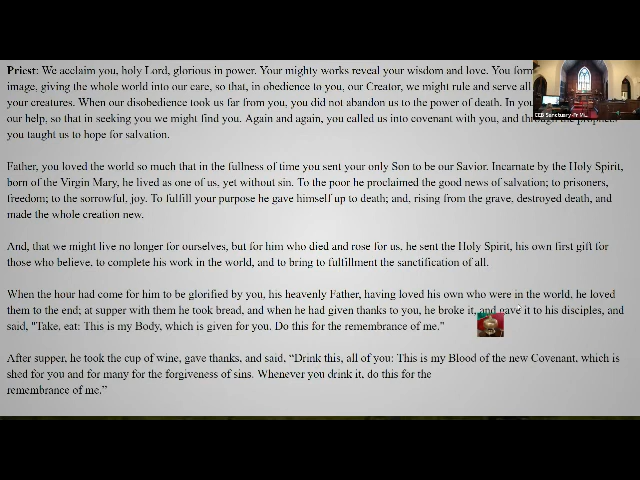 Priest: We acclaim you, holy Lord, glorious in power. Your mighty works reveal your wisdom and love. You form
image, giving the whole world into our care, so that, in obedience to you, our Creator, we might rule and serve all
your creatures. When our disobedience took us far from you, you did not abandon us to the power of death. In you
our help, so that in seeking you we might find you. Again and again, you called us into covenant with you, and through the prophets
you taught us to hope for salvation.
Father, you loved the world so much that in the fullness of time you sent your only Son to be our Savior. Incarnate by the Holy Spirit,
born of the Virgin Mary, he lived as one of us, yet without sin. To the poor he proclaimed the good news of salvation; to prisoners,
freedom; to the sorrowful, joy. To fulfill your purpose he gave himself up to death; and, rising from the grave, destroyed death, and
made the whole creation new.
And, that we might live no longer for ourselves, but for him who died and rose for us, he sent the Holy Spirit, his own first gift for
those who believe, to complete his work in the world, and to bring to fulfillment the sanctification of all.
When the hour had come for him to be glorified by you, his heavenly Father, having loved his own who were in the world, he loved
them to the end; at supper with them he took bread, and when he had given thanks to you, he broke it, and gave it to his disciples, and
said, "Take, eat: This is my Body, which is given for you. Do this for the remembrance of me.”
After supper, he took the cup of wine, gave thanks, and said, “Drink this, all of you: This is my Blood of the new Covenant, which is
shed for you and for many for the forgiveness of sins. Whenever you drink it, do this for the
remembrance of me.”
CEB Sanctuary-Fr M...